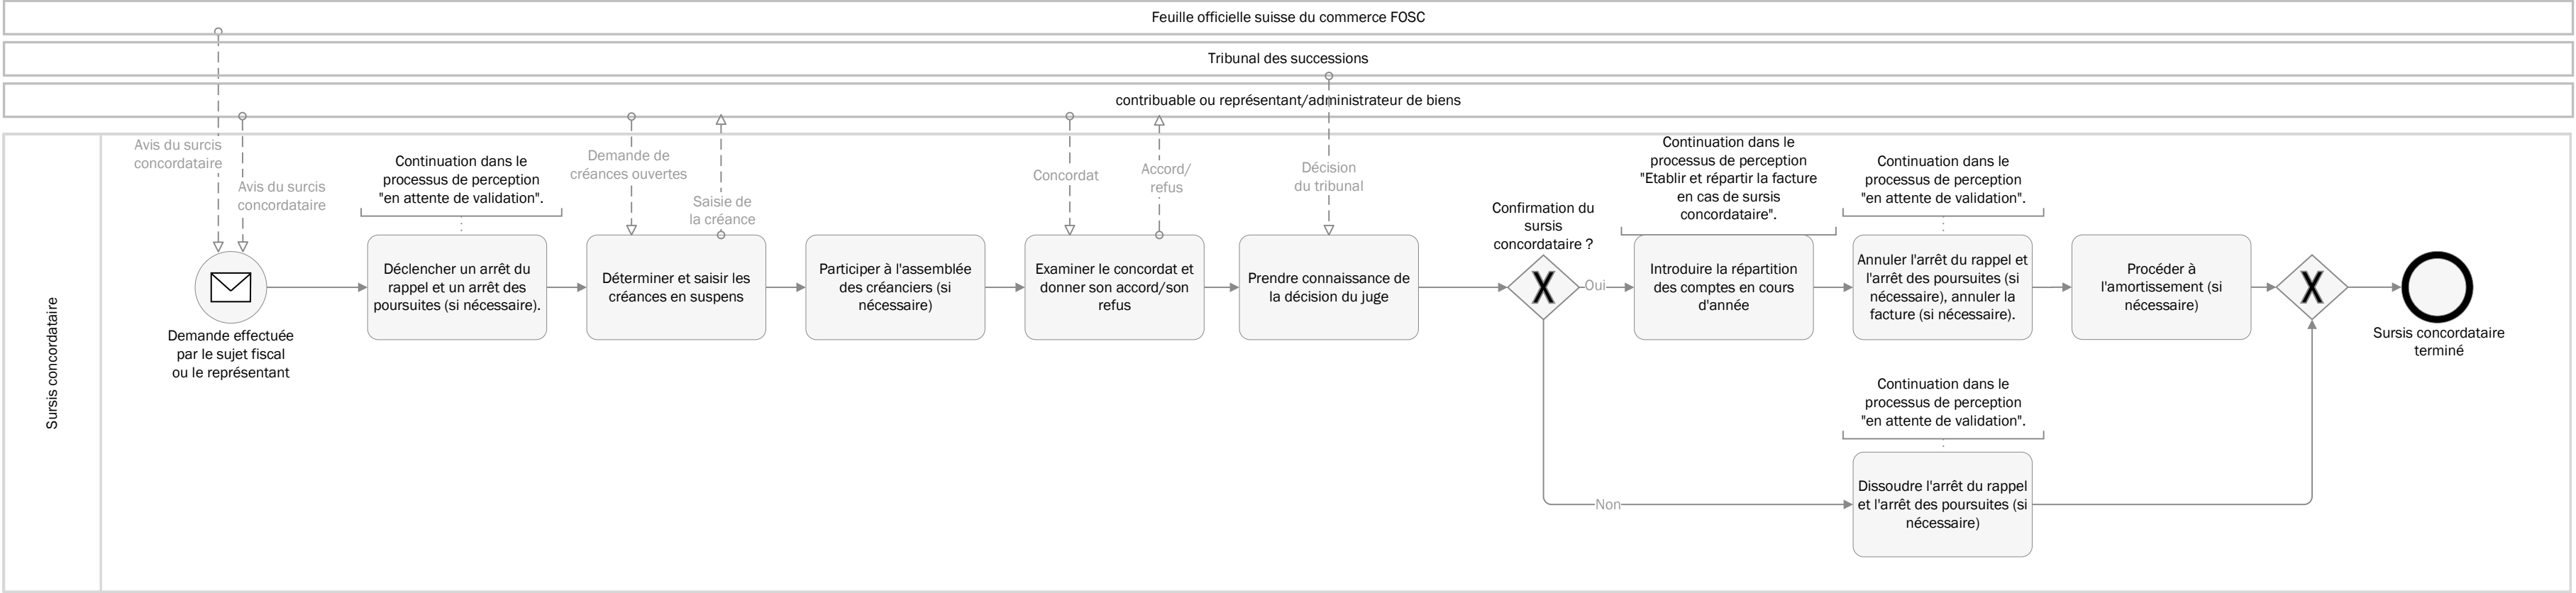 Feuille officielle suisse du commerce FOSC
Tribunal des successions
contribuable ou représentant/administrateur de biens
Sursis concordataire
Avis du surcis
concordataire
Avis du surcis
concordataire
Demande effectuée
par le sujet fiscal
ou le représentant
Continuation dans le
processus de perception
"en attente de validation".
Déclencher un arrêt du
rappel et un arrêt des
poursuites (si nécessaire).
Demande de
créances ouvertes
Saisie de
la créance
Déterminer et saisir les
créances en suspens
Participer à l'assemblée
des créanciers (si
nécessaire)
Concordat
Accord/
refus
Examiner le concordat et
donner son accord/son
refus
Décision
du tribunal
Prendre connaissance de
la décision du juge
Confirmation du
sursis
concordataire ?
Oui
Non
Continuation dans le
processus de perception
"Etablir et répartir la facture
en cas de sursis
concordataire".
Introduire la répartition
des comptes en cours
d'année
Continuation dans le
processus de perception
"en attente de validation".
Annuler l'arrêt du rappel et
l'arrêt des poursuites (si
nécessaire), annuler la
facture (si nécessaire).
Procéder à
l'amortissement (si
nécessaire)
Sursis concordataire
terminé
Continuation dans le
processus de perception
"en attente de validation".
Dissoudre l'arrêt du rappel
et l'arrêt des poursuites (si
nécessaire)